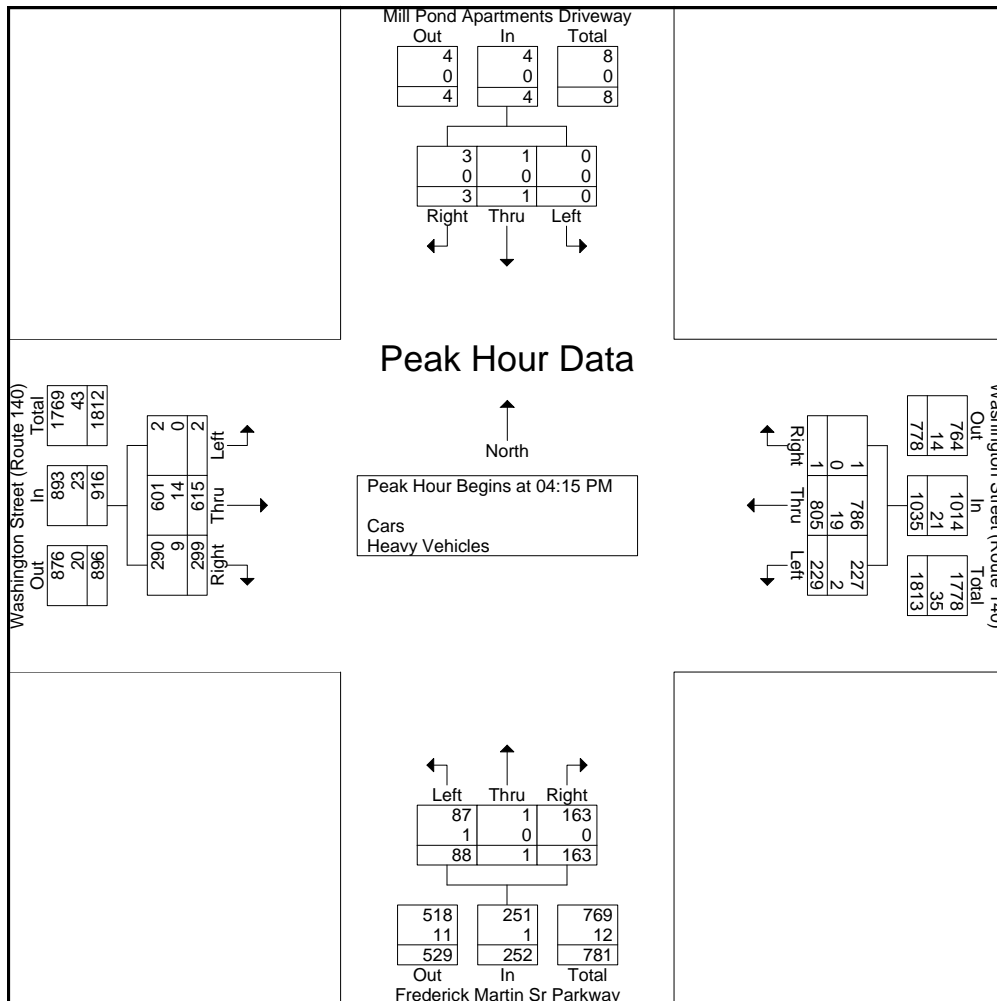 Mill Pond Apartments Driveway
Out In Total
4 4 8
0 0 0
4 4 8
3 1 0
0 0 0
3 1 0
Right Thru Left
Peak Hour Data
North
Peak Hour Begins at 04:15 PM
Cars
Heavy Vehicles
Washington Street (Route 140)
Total In Out
1769 893 876
43 23 20
1812 916 896
2 601 290
0 14 9
2 615 299
Left Thru Right
Washington Street (Route 140)
Out In Total
764 1014 1778
14 21 35
778 1035 1813
1 786 227
0 19 2
1 805 229
Right Thru Left
Left Thru Right
87 1 163
1 0 0
88 1 163
518 251 769
11 1 12
529 252 781
Out In Total
Frederick Martin Sr Parkway